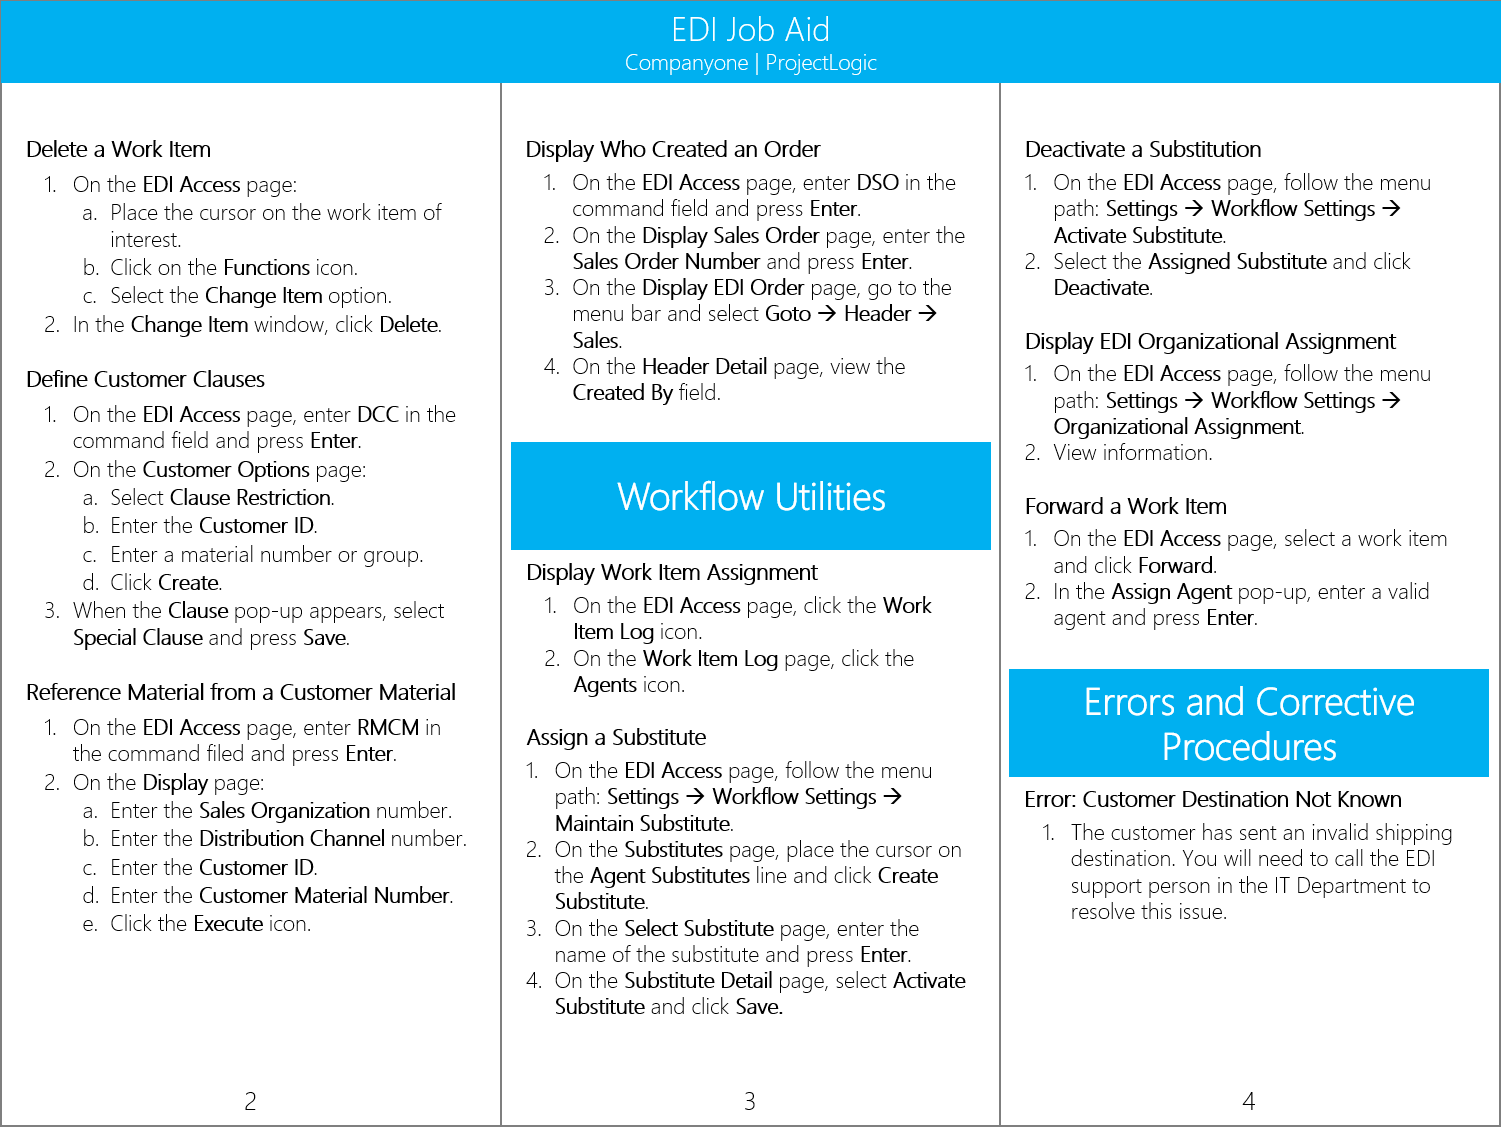 EDI Job Aid
Companyone | ProjectLogic
Delete a Work Item
1. On the EDI Access page:
a. Place the cursor on the work item of
interest.
b. Click on the Functions icon.
c. Select the Change Item option.
2. In the Change Item window, click Delete.
Define Customer Clauses
1. On the EDI Access page, enter DCC in the
command field and press Enter.
2. On the Customer Options page:
a. Select Clause Restriction.
b. Enter the Customer ID.
c. Enter a material number or group.
d. Click Create.
3. When the Clause pop-up appears, select
Special Clause and press Save.
Reference Material from a Customer Material
1. On the EDI Access page, enter RMCM in
the command filed and press Enter.
2. On the Display page:
a. Enter the Sales Organization number.
b. Enter the Distribution Channel number.
c. Enter the Customer ID.
d. Enter the Customer Material Number.
e. Click the Execute icon.
2
Display Who Created an Order
1. On the EDI Access page, enter DSO in the
command field and press Enter.
2. On the Display Sales Order page, enter the
Sales Order Number and press Enter.
3. On the Display EDI Order page, go to the
menu bar and select Goto → Header →
Sales.
4. On the Header Detail page, view the
Created By field.
Workflow Utilities
Display Work Item Assignment
1. On the EDI Access page, click the Work
Item Log icon.
2. On the Work Item Log page, click the
Agents icon.
Assign a Substitute
1. On the EDI Access page, follow the menu
path: Settings → Workflow Settings →
Maintain Substitute.
2. On the Substitutes page, place the cursor on
the Agent Substitutes line and click Create
Substitute.
3. On the Select Substitute page, enter the
name of the substitute and press Enter.
4. On the Substitute Detail page, select Activate
Substitute and click Save.
3
Deactivate a Substitution
1. On the EDI Access page, follow the menu
path: Settings → Workflow Settings →
Activate Substitute.
2. Select the Assigned Substitute and click
Deactivate.
Display EDI Organizational Assignment
1. On the EDI Access page, follow the menu
path: Settings → Workflow Settings →
Organizational Assignment.
2. View information.
Forward a Work Item
1. On the EDI Access page, select a work item
and click Forward.
2. In the Assign Agent pop-up, enter a valid
agent and press Enter.
Errors and Corrective
Procedures
Error: Customer Destination Not Known
1. The customer has sent an invalid shipping
destination. You will need to call the EDI
support person in the IT Department to
resolve this issue.
4